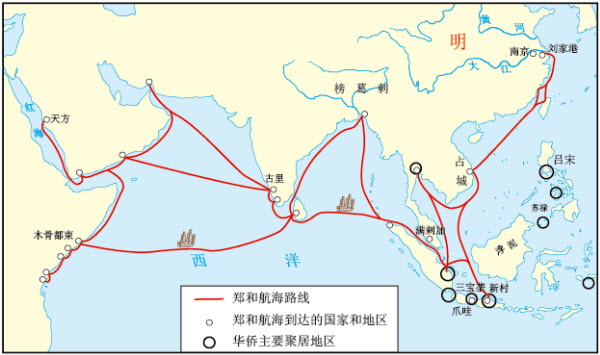 黄河
明
南京
刘家港
大江
榜葛剌
红海
天方
占城
吕宋
古里
苏禄
木骨都束
满剌加
浡泥
西洋
三宝垄
新村
爪哇
郑和航海路线
郑和航海到达的国家和地区
华侨主要聚居地区